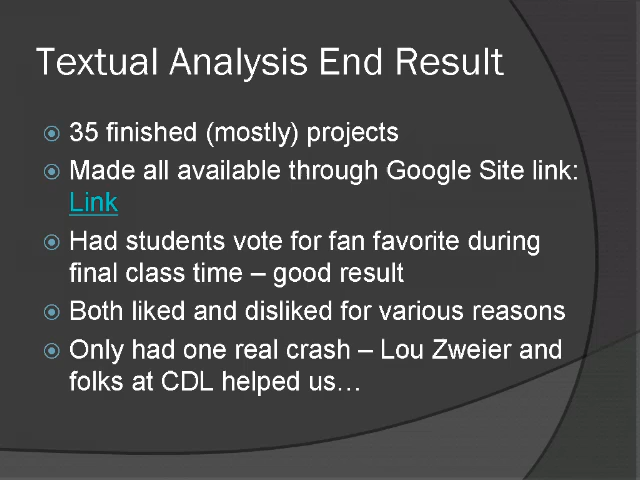 Textual Analysis End Result
35 finished (mostly) projects
Made all available through Google Site link:
Link
Had students vote for fan favorite during
final class time – good result
Both liked and disliked for various reasons
Only had one real crash – Lou Zweier and
folks at CDL helped us…